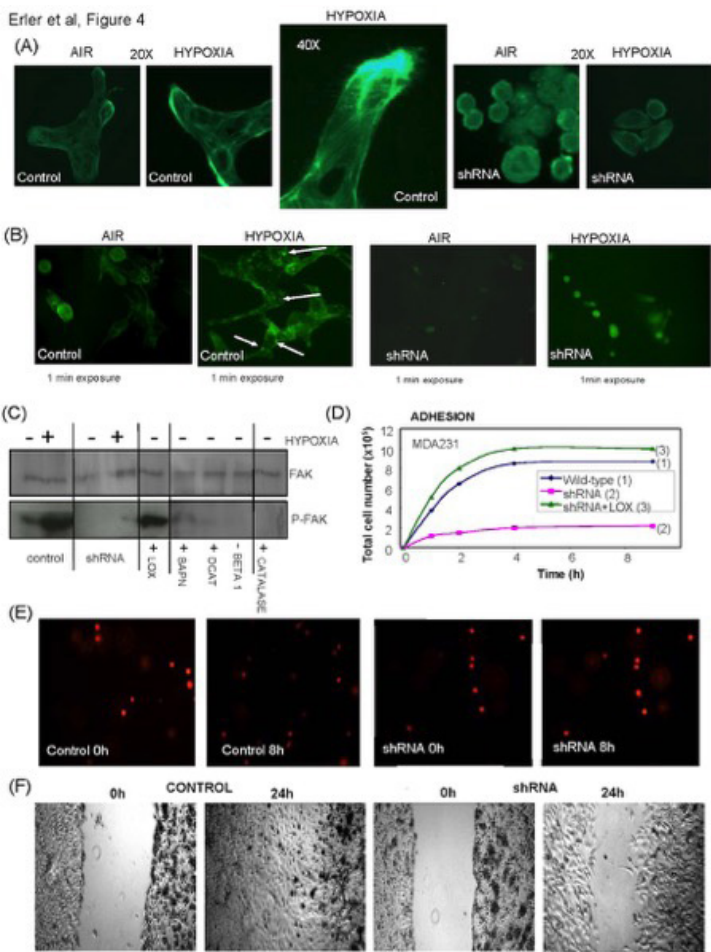 Erler et al, Figure 4
(A)
AIR 20X HYPOXIA
HYPOXIA
40X
AIR 20X HYPOXIA
Control
Control
Control
shRNA
shRNA
(B)
AIR
HYPOXIA
AIR
HYPOXIA
Control
Control
shRNA
shRNA
1 min exposure
1 min exposure
1 min exposure
1min exposure
(C)
- + - + - - - - -
HYPOXIA
FAK
P-FAK
control
shRNA
+ LOX
+ BAPN
+ DCAT
- BETA 1
+ CATALASE
(D)
ADHESION
MDA231
Total cell number (x10⁵)
12
10
8
6
4
2
0
Wild-type (1)
shRNA (2)
shRNA+LOX (3)
(3)
(1)
(2)
0 2 4 6 8
Time (h)
(E)
Control 0h
Control 8h
shRNA 0h
shRNA 8h
(F)
0h CONTROL 24h
0h shRNA 24h